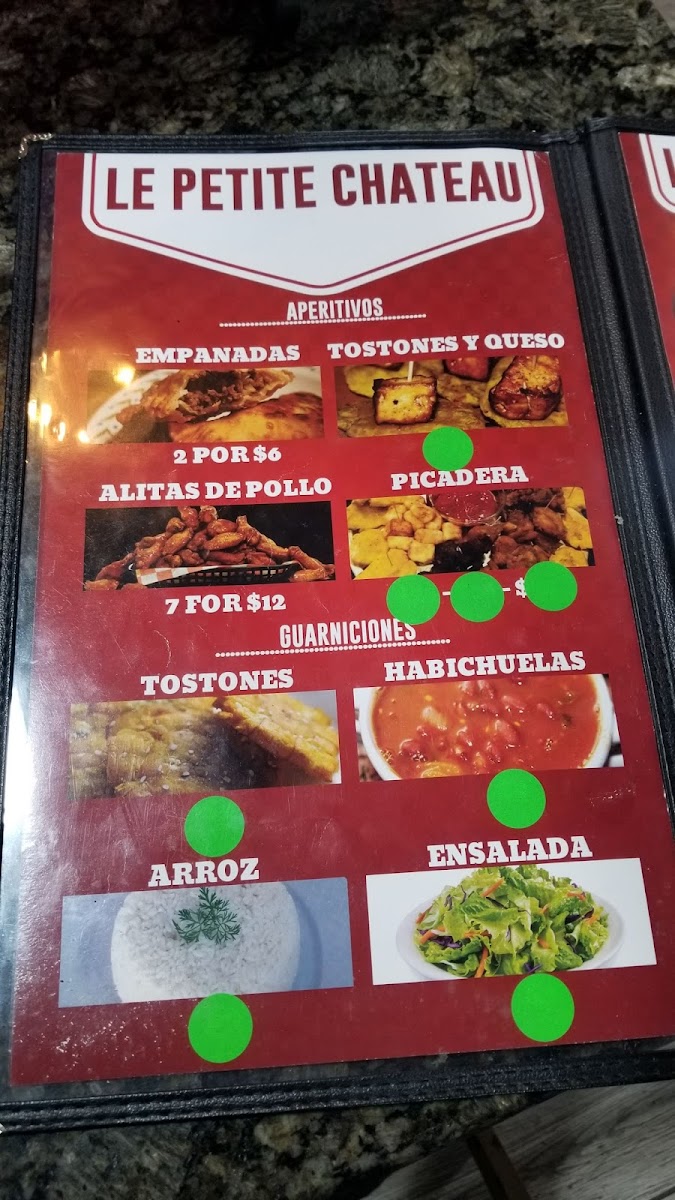 LE PETITE CHATEAU
APERITIVOS
EMPANADAS
TOSTONES Y QUESO
2 POR $6
ALITAS DE POLLO
PICADERA
7 FOR $12
- - $
GUARNICIONES
TOSTONES
HABICHUELAS
ARROZ
ENSALADA